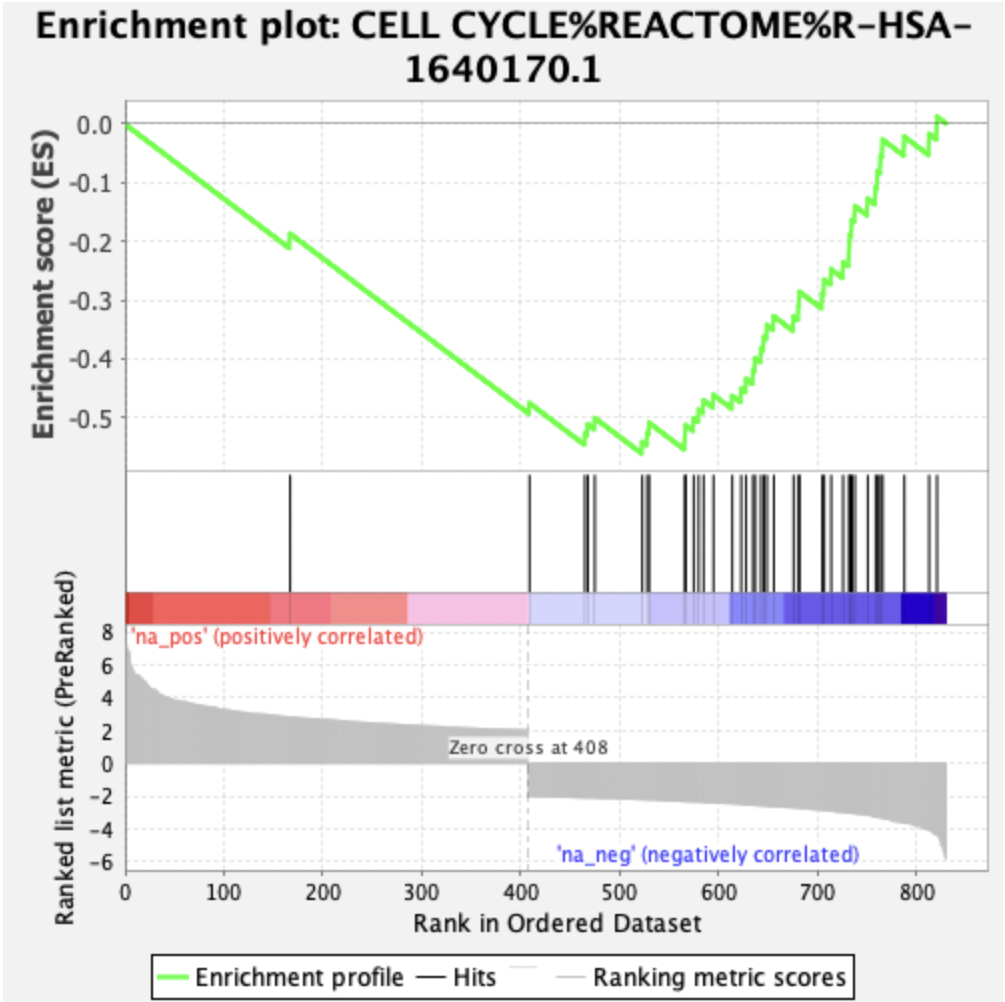 Enrichment plot: CELL CYCLE%REACTOME%R-HSA-
1640170.1
Enrichment score (ES)
0.0
-0.1
-0.2
-0.3
-0.4
-0.5
Ranked list metric (PreRanked)
8
6
4
2
0
-2
-4
-6
'na_pos' (positively correlated)
Zero cross at 408
'na_neg' (negatively correlated)
0 100 200 300 400 500 600 700 800
Rank in Ordered Dataset
Enrichment profile Hits Ranking metric scores